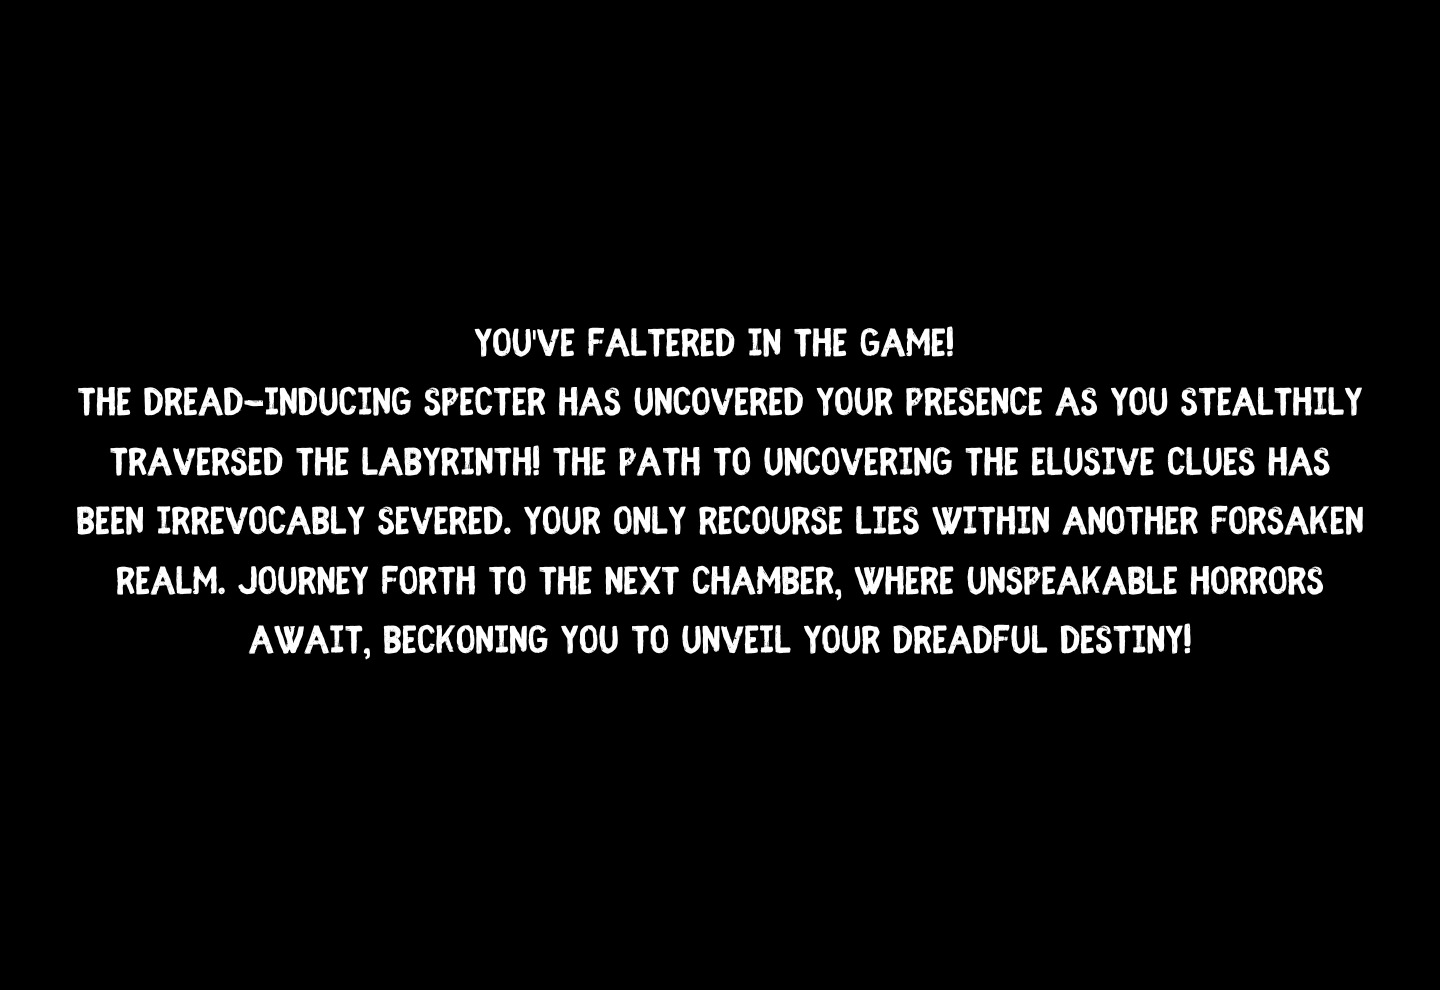 YOU'VE FALTERED IN THE GAME!
THE DREAD-INDUCING SPECTER HAS UNCOVERED YOUR PRESENCE AS YOU STEALTHILY
TRAVERSED THE LABYRINTH! THE PATH TO UNCOVERING THE ELUSIVE CLUES HAS
BEEN IRREVOCABLY SEVERED. YOUR ONLY RECOURSE LIES WITHIN ANOTHER FORSAKEN
REALM. JOURNEY FORTH TO THE NEXT CHAMBER, WHERE UNSPEAKABLE HORRORS
AWAIT, BECKONING YOU TO UNVEIL YOUR DREADFUL DESTINY!